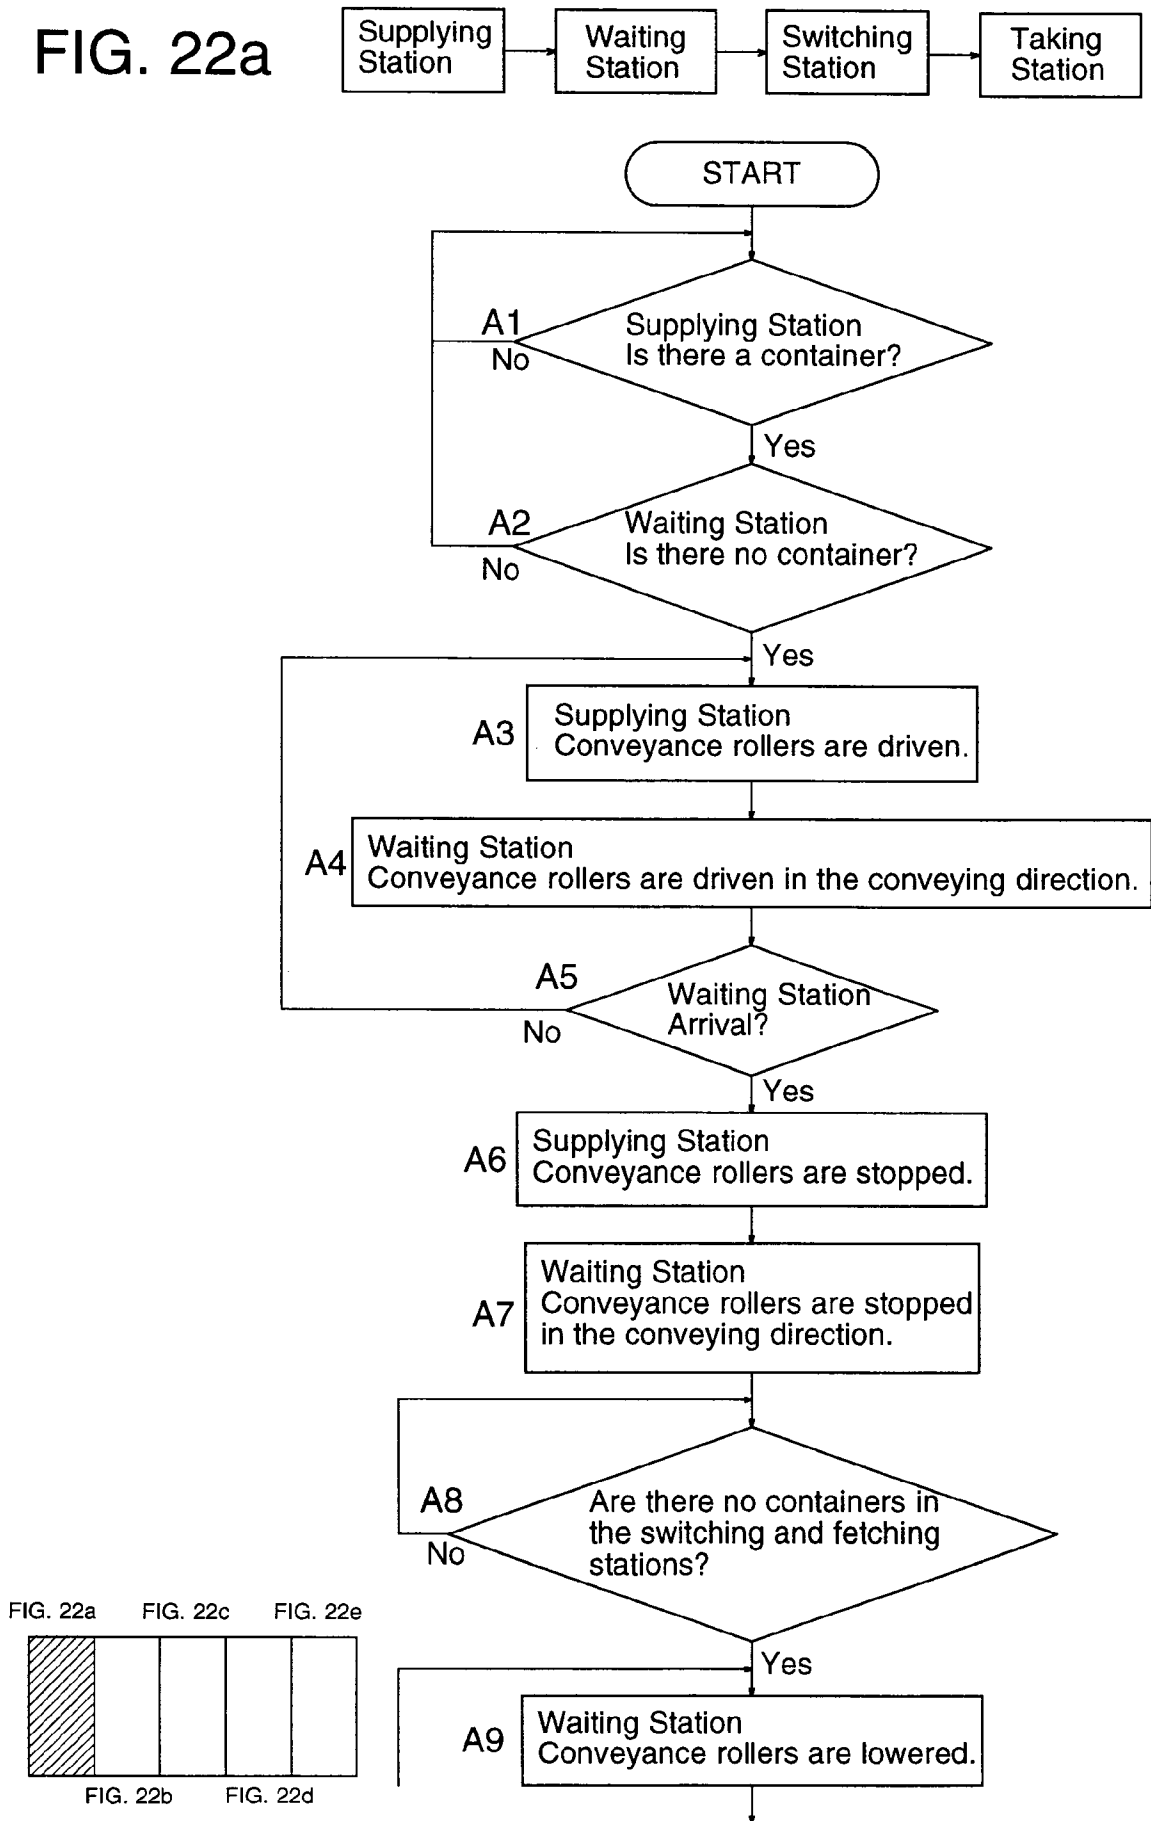 FIG. 22a
Supplying
Station
Waiting
Station
Switching
Station
Taking
Station
START
A1
No
Supplying Station
Is there a container?
Yes
A2
No
Waiting Station
Is there no container?
Yes
A3
Supplying Station
Conveyance rollers are driven.
A4
Waiting Station
Conveyance rollers are driven in the conveying direction.
A5
No
Waiting Station
Arrival?
Yes
A6
Supplying Station
Conveyance rollers are stopped.
A7
Waiting Station
Conveyance rollers are stopped
in the conveying direction.
A8
No
Are there no containers in
the switching and fetching
stations?
Yes
A9
Waiting Station
Conveyance rollers are lowered.
FIG. 22a
FIG. 22c
FIG. 22e
FIG. 22b
FIG. 22d